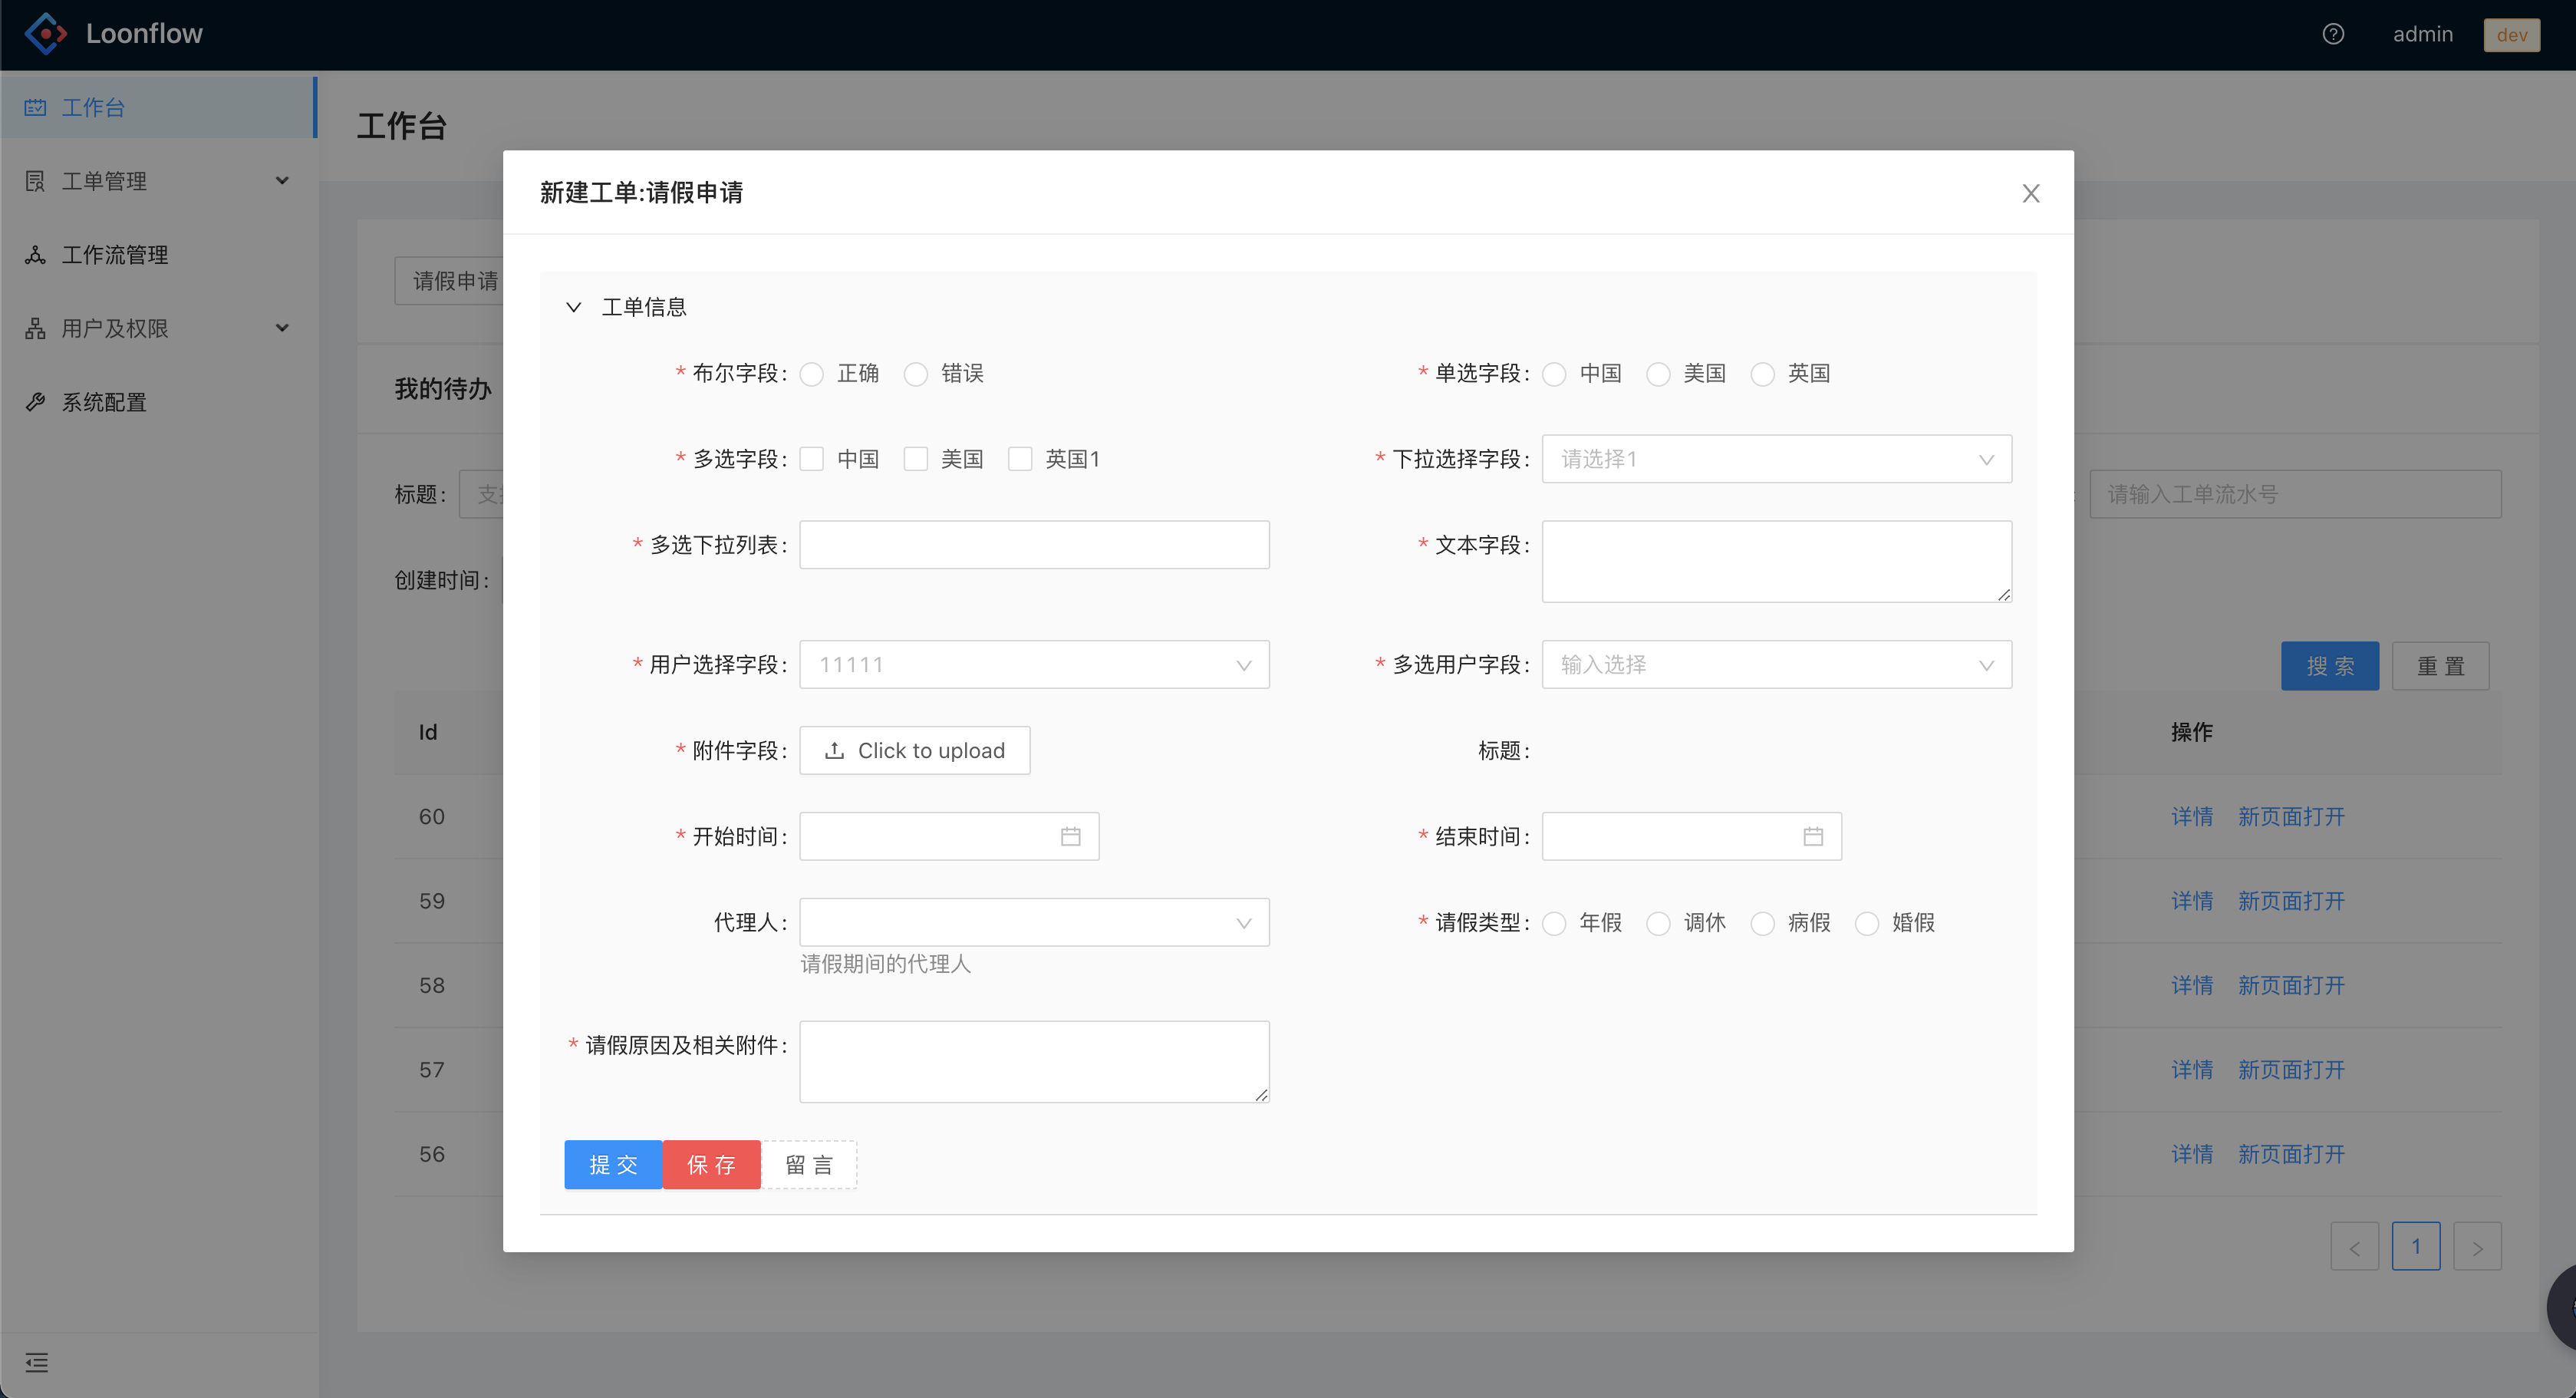 Loonflow
admin
dev
工作台
工单管理
工作流管理
用户及权限
系统配置
工作台
请假申请
我的待办
标题:
请输入工单流水号
创建时间:
搜 索
重 置
Id
操作
60
详情 新页面打开
59
详情 新页面打开
58
详情 新页面打开
57
详情 新页面打开
56
详情 新页面打开
< 1 >
新建工单:请假申请
工单信息
* 布尔字段: 正确 错误
* 单选字段: 中国 美国 英国
* 多选字段: 中国 美国 英国1
* 下拉选择字段: 请选择1
* 多选下拉列表:
* 文本字段:
* 用户选择字段: 11111
* 多选用户字段: 输入选择
* 附件字段: Click to upload
标题:
* 开始时间:
* 结束时间:
代理人:
请假期间的代理人
* 请假类型: 年假 调休 病假 婚假
* 请假原因及相关附件:
提 交
保 存
留 言